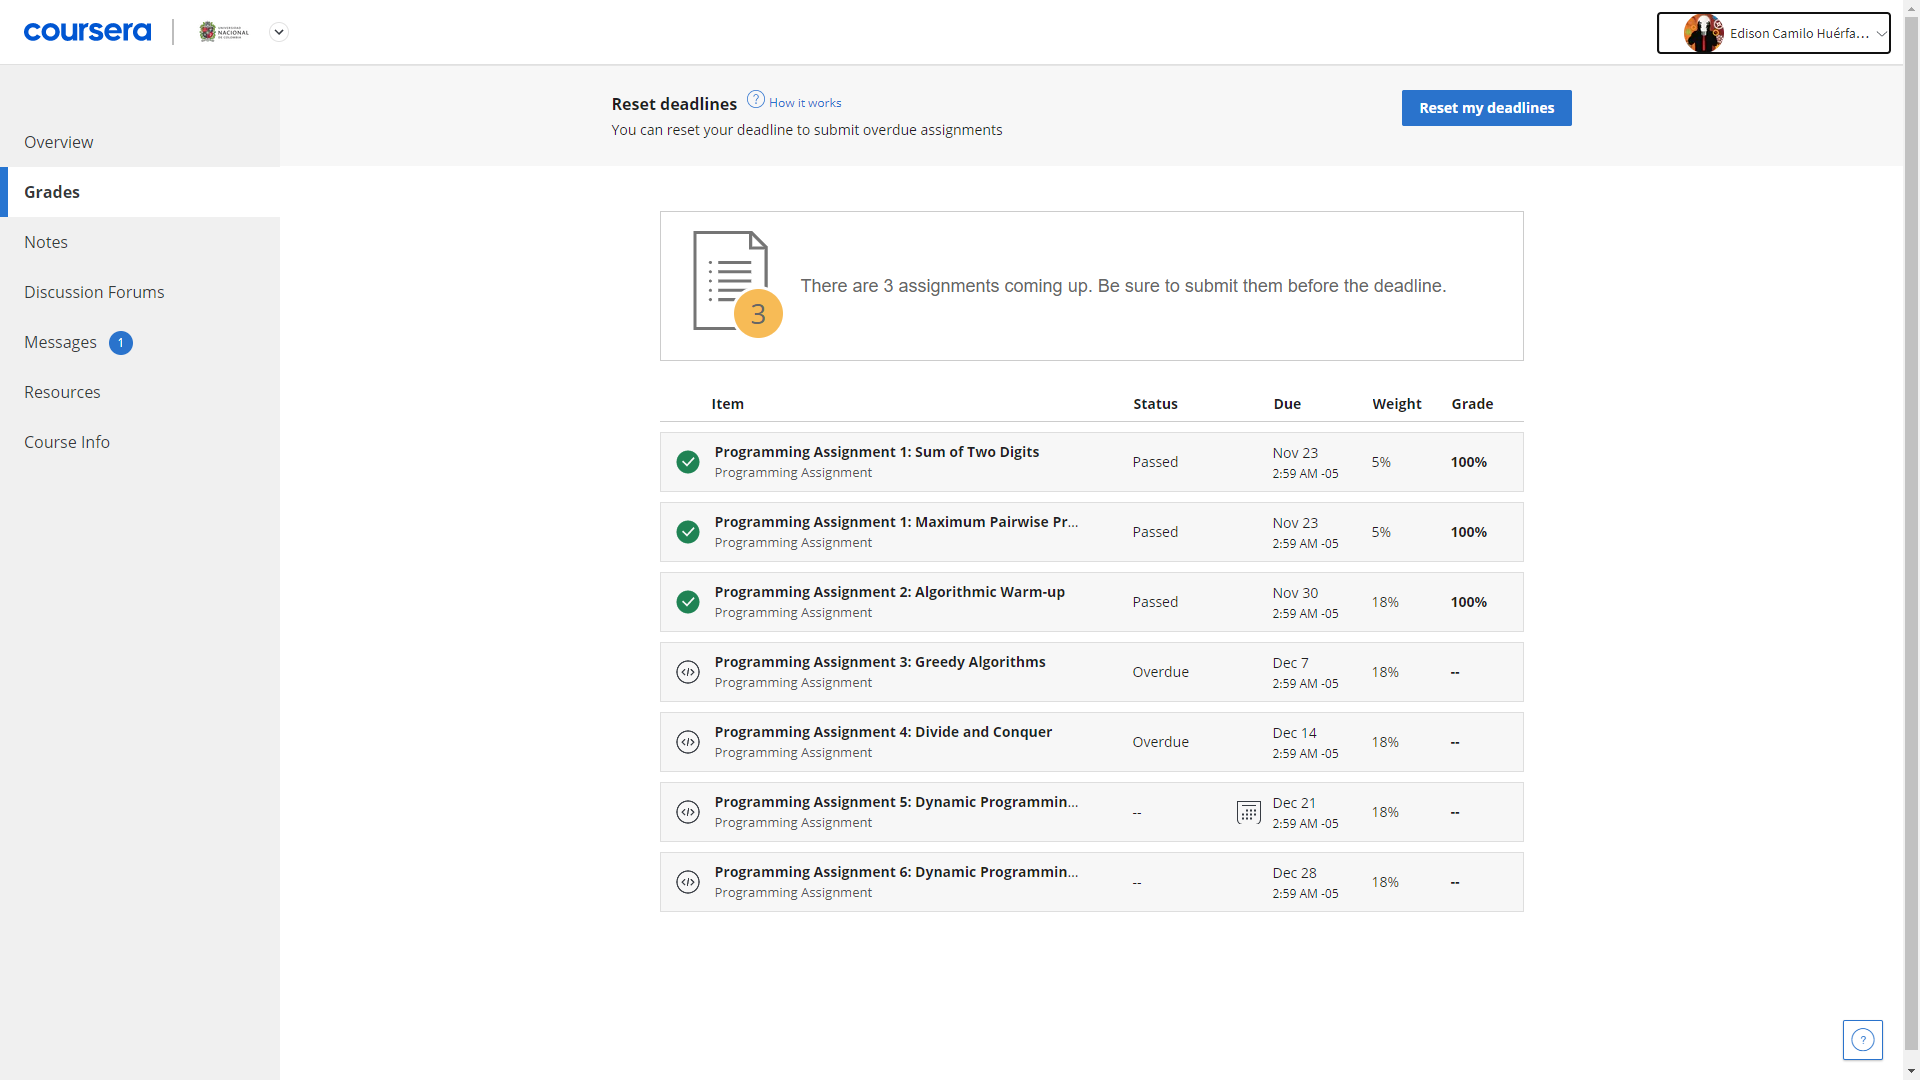 coursera
UNIVERSIDAD
NACIONAL
DE COLOMBIA
Edison Camilo Huérfa...
Reset deadlines ? How it works
You can reset your deadline to submit overdue assignments
Reset my deadlines
Overview
Grades
Notes
Discussion Forums
Messages 1
Resources
Course Info
3
There are 3 assignments coming up. Be sure to submit them before the deadline.
Item Status Due Weight Grade
Programming Assignment 1: Sum of Two Digits
Programming Assignment
Passed
Nov 23
2:59 AM -05
5%
100%
Programming Assignment 1: Maximum Pairwise Pr...
Programming Assignment
Passed
Nov 23
2:59 AM -05
5%
100%
Programming Assignment 2: Algorithmic Warm-up
Programming Assignment
Passed
Nov 30
2:59 AM -05
18%
100%
Programming Assignment 3: Greedy Algorithms
Programming Assignment
Overdue
Dec 7
2:59 AM -05
18%
--
Programming Assignment 4: Divide and Conquer
Programming Assignment
Overdue
Dec 14
2:59 AM -05
18%
--
Programming Assignment 5: Dynamic Programmin...
Programming Assignment
--
Dec 21
2:59 AM -05
18%
--
Programming Assignment 6: Dynamic Programmin...
Programming Assignment
--
Dec 28
2:59 AM -05
18%
--
?